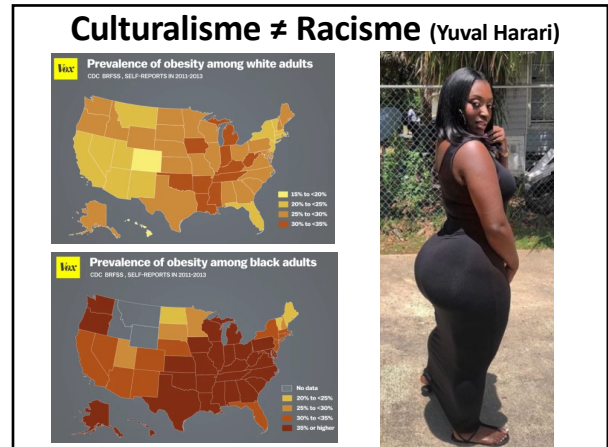 Culturalisme ≠ Racisme (Yuval Harari)
Vox
Prevalence of obesity among white adults
CDC BRFSS , SELF-REPORTS IN 2011-2013
15% to <20%
20% to <25%
25% to <30%
30% to <35%
Vox
Prevalence of obesity among black adults
CDC BRFSS , SELF-REPORTS IN 2011-2013
No data
20% to <25%
25% to <30%
30% to <35%
35% or higher